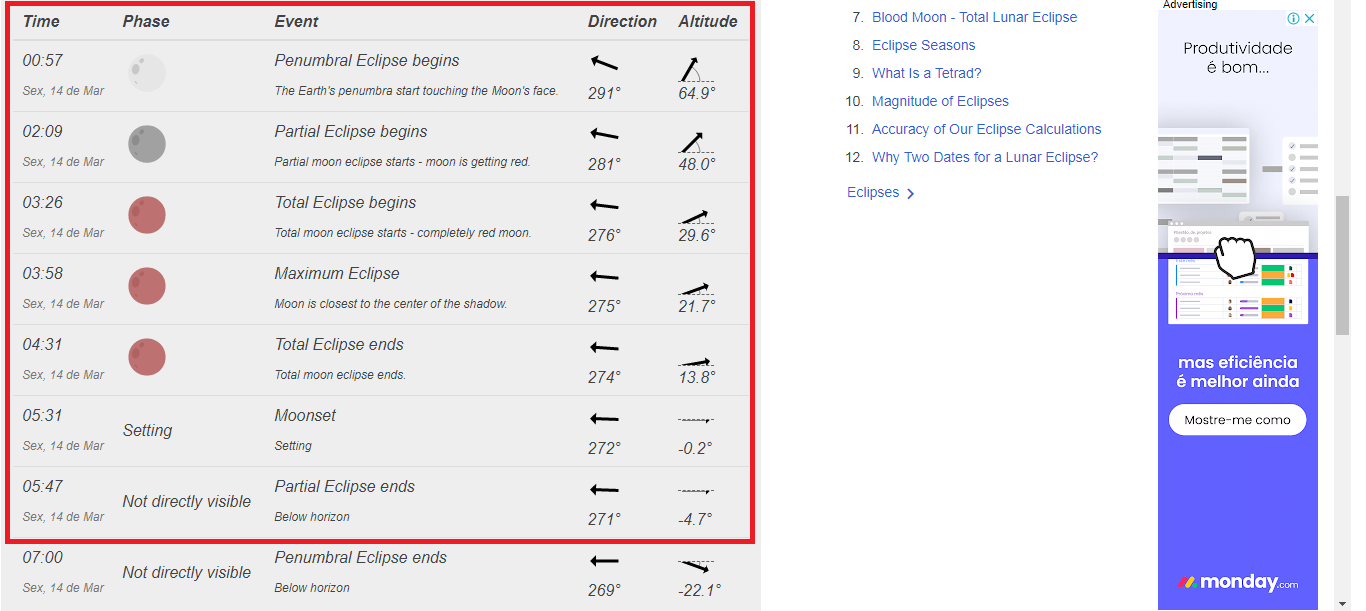 Time Phase Event Direction Altitude
00:57 Penumbral Eclipse begins
Sex, 14 de Mar The Earth's penumbra start touching the Moon's face. 291° 64.9°
02:09 Partial Eclipse begins
Sex, 14 de Mar Partial moon eclipse starts - moon is getting red. 281° 48.0°
03:26 Total Eclipse begins
Sex, 14 de Mar Total moon eclipse starts - completely red moon. 276° 29.6°
03:58 Maximum Eclipse
Sex, 14 de Mar Moon is closest to the center of the shadow. 275° 21.7°
04:31 Total Eclipse ends
Sex, 14 de Mar Total moon eclipse ends. 274° 13.8°
05:31 Moonset
Setting
Sex, 14 de Mar Setting 272° -0.2°
05:47 Partial Eclipse ends
Not directly visible
Sex, 14 de Mar Below horizon 271° -4.7°
07:00 Penumbral Eclipse ends
Not directly visible
Sex, 14 de Mar Below horizon 269° -22.1°
7. Blood Moon - Total Lunar Eclipse
8. Eclipse Seasons
9. What Is a Tetrad?
10. Magnitude of Eclipses
11. Accuracy of Our Eclipse Calculations
12. Why Two Dates for a Lunar Eclipse?
Eclipses
Advertising
Produtividade
é bom...
mas eficiência
é melhor ainda
Mostre-me como
monday.com